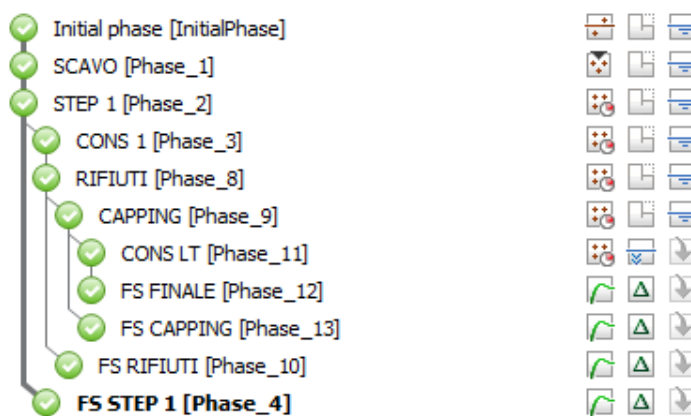 Initial phase [InitialPhase]
SCAVO [Phase_1]
STEP 1 [Phase_2]
CONS 1 [Phase_3]
RIFIUTI [Phase_8]
CAPPING [Phase_9]
CONS LT [Phase_11]
FS FINALE [Phase_12]
FS CAPPING [Phase_13]
FS RIFIUTI [Phase_10]
FS STEP 1 [Phase_4]